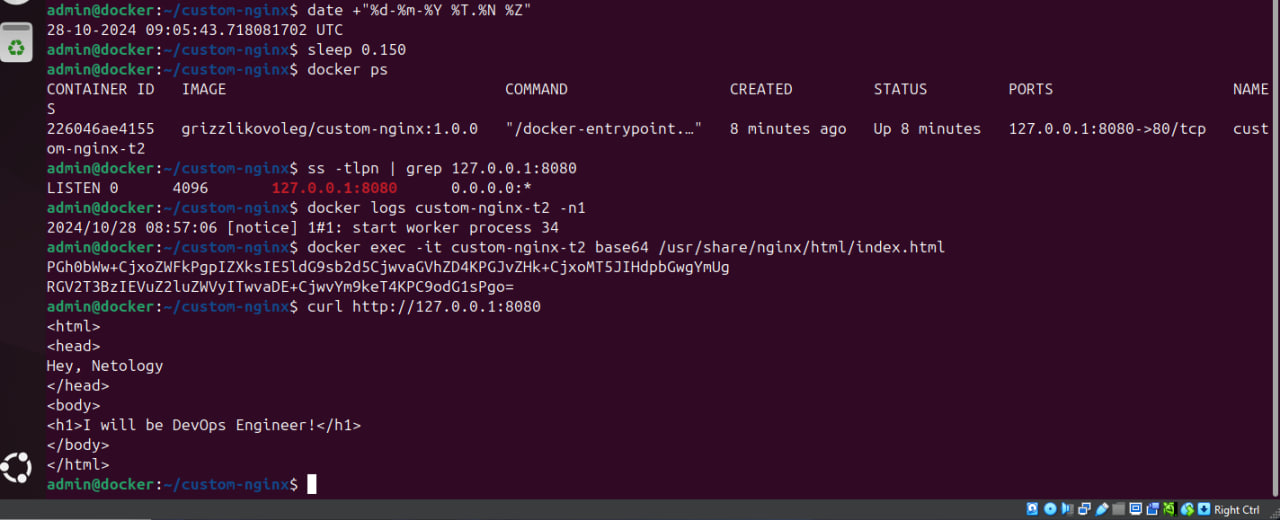 admin@docker:~/custom-nginx$ date +"%d-%m-%Y %T.%N %Z"
28-10-2024 09:05:43.718081702 UTC
admin@docker:~/custom-nginx$ sleep 0.150
admin@docker:~/custom-nginx$ docker ps
CONTAINER ID   IMAGE                               COMMAND                  CREATED         STATUS         PORTS                    NAME
S
226046ae4155   grizzlikovoleg/custom-nginx:1.0.0   "/docker-entrypoint.…"   8 minutes ago   Up 8 minutes   127.0.0.1:8080->80/tcp   cust
om-nginx-t2
admin@docker:~/custom-nginx$ ss -tlpn | grep 127.0.0.1:8080
LISTEN 0      4096       127.0.0.1:8080      0.0.0.0:*
admin@docker:~/custom-nginx$ docker logs custom-nginx-t2 -n1
2024/10/28 08:57:06 [notice] 1#1: start worker process 34
admin@docker:~/custom-nginx$ docker exec -it custom-nginx-t2 base64 /usr/share/nginx/html/index.html
PGh0bWw+CjxoZWFkPgpIZXksIE5ldG9sb2d5CjwvaGVhZD4KPGJvZHk+CjxoMT5JIHdpbGwgYmUg
RGV2T3BzIEVuZ2luZWVyITwvaDE+CjwvYm9keT4KPC9odG1sPgo=
admin@docker:~/custom-nginx$ curl http://127.0.0.1:8080
<html>
<head>
Hey, Netology
</head>
<body>
<h1>I will be DevOps Engineer!</h1>
</body>
</html>
admin@docker:~/custom-nginx$
Right Ctrl